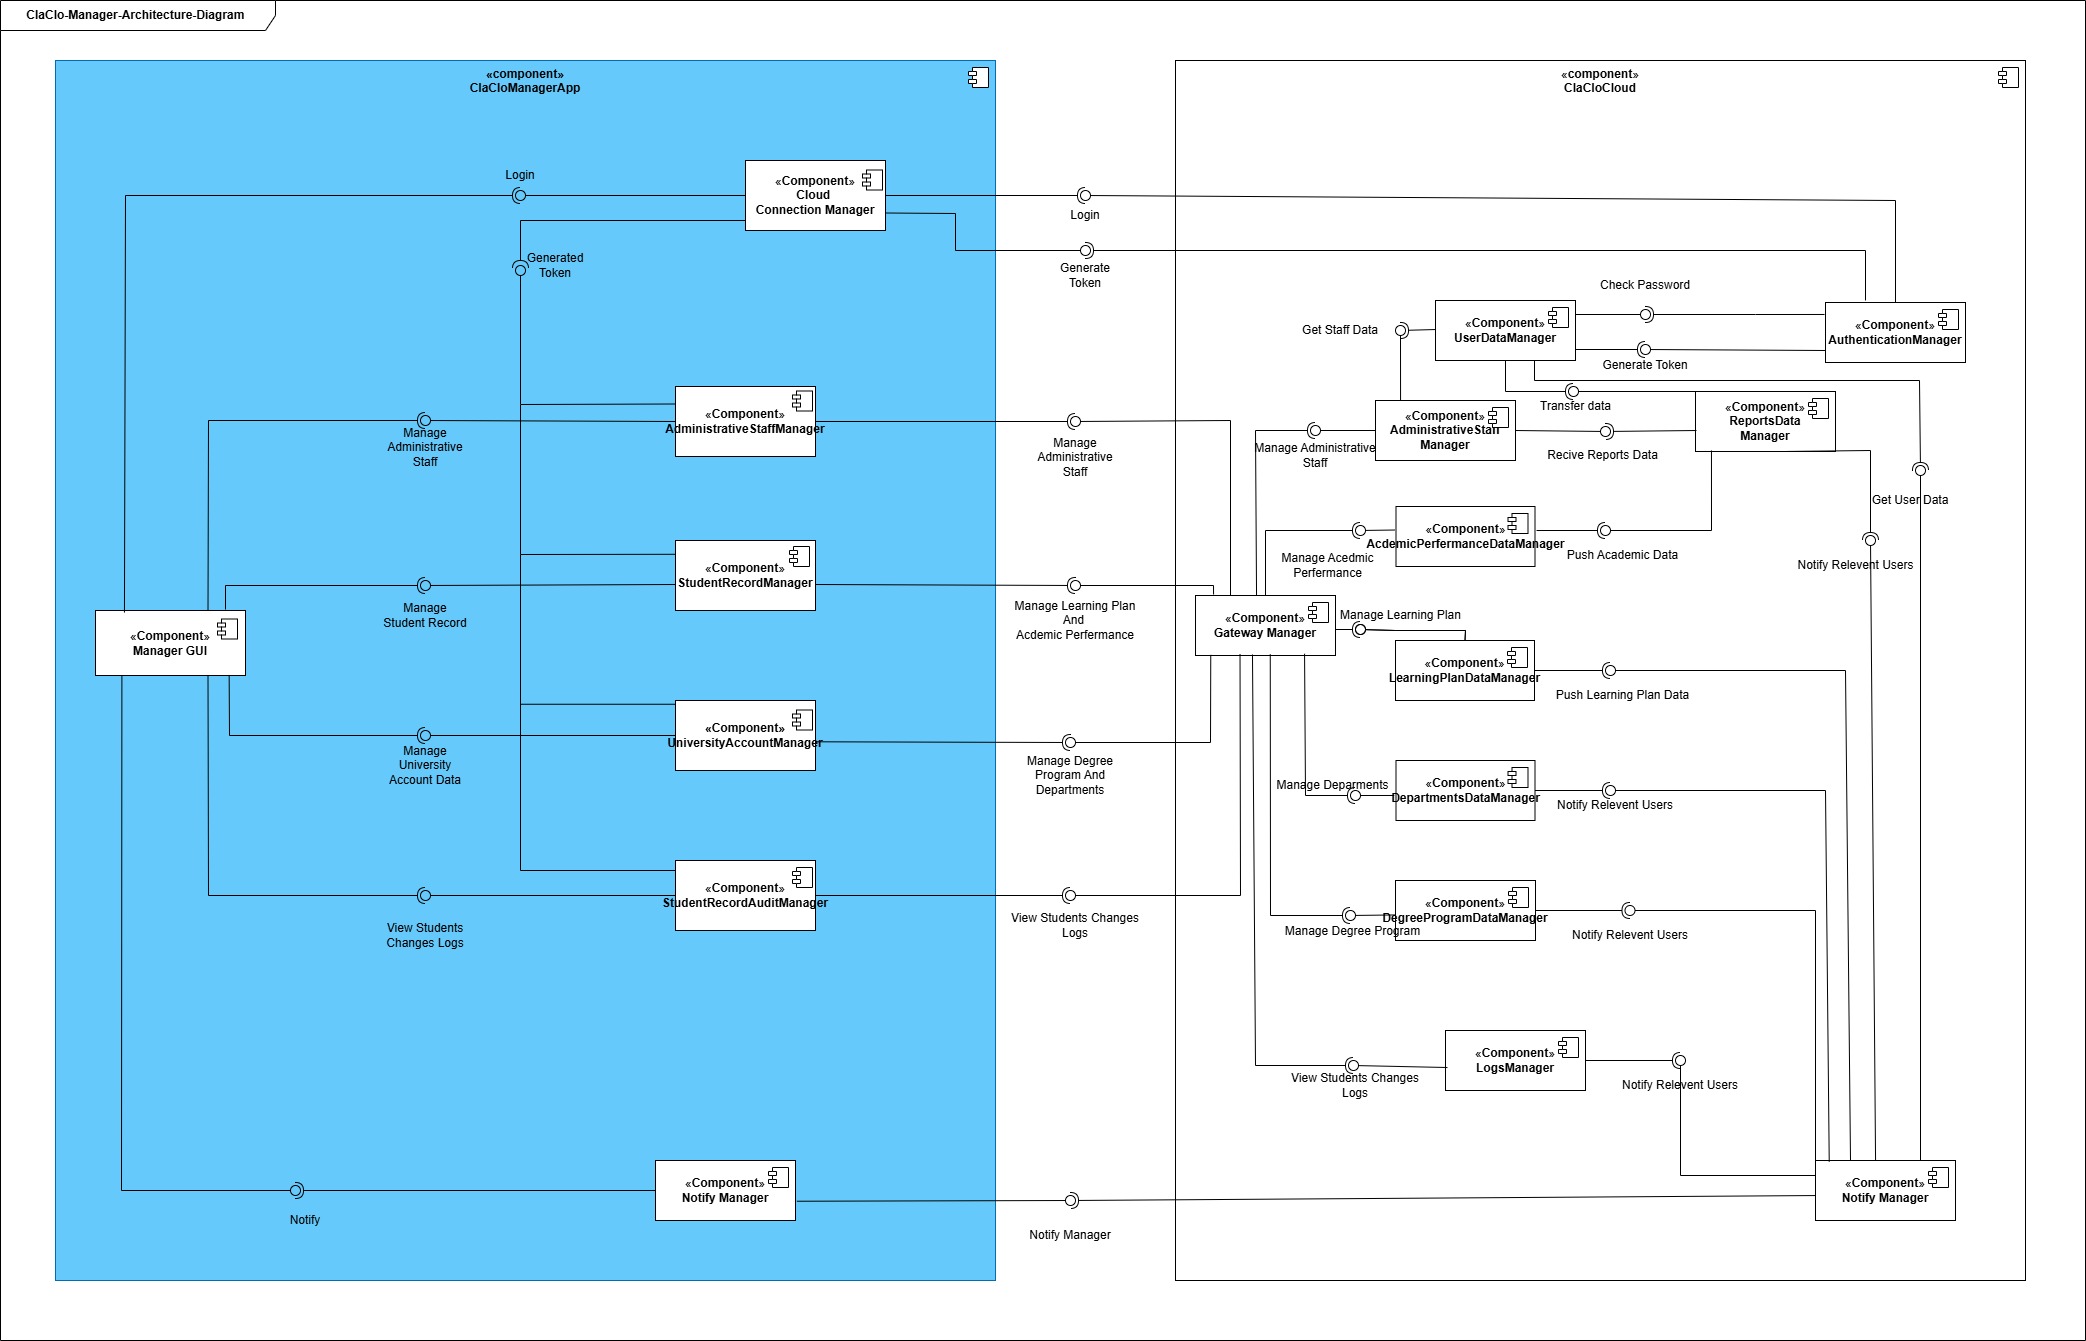 ClaClo-Manager-Architecture-Diagram
«component»
ClaCloManagerApp
Login
«Component»
Cloud
Connection Manager
Generated
Token
Manage
Administrative
Staff
«Component»
AdministrativeStaffManager
Manage
Student Record
«Component»
StudentRecordManager
«Component»
Manager GUI
Manage
University
Account Data
«Component»
UniversityAccountManager
View Students
Changes Logs
«Component»
StudentRecordAuditManager
Notify
«Component»
Notify Manager
Login
Generate
Token
Manage
Administrative
Staff
Manage Learning Plan
And
Acdemic Perfermance
Manage Degree
Program And
Departments
View Students Changes
Logs
Notify Manager
«component»
ClaCloCloud
Check Password
Get Staff Data
«Component»
UserDataManager
«Component»
AuthenticationManager
Generate Token
Transfer data
«Component»
ReportsData
Manager
«Component»
AdministrativeStaff
Manager
Manage Administrative
Staff
Recive Reports Data
Get User Data
«Component»
AcdemicPerfermanceDataManager
Manage Acedmic
Perfermance
Push Academic Data
Notify Relevent Users
«Component»
Gateway Manager
Manage Learning Plan
«Component»
LearningPlanDataManager
Push Learning Plan Data
Manage Deparments
«Component»
DepartmentsDataManager
Notify Relevent Users
«Component»
DegreeProgramDataManager
Manage Degree Program
Notify Relevent Users
«Component»
LogsManager
View Students Changes
Logs
Notify Relevent Users
«Component»
Notify Manager